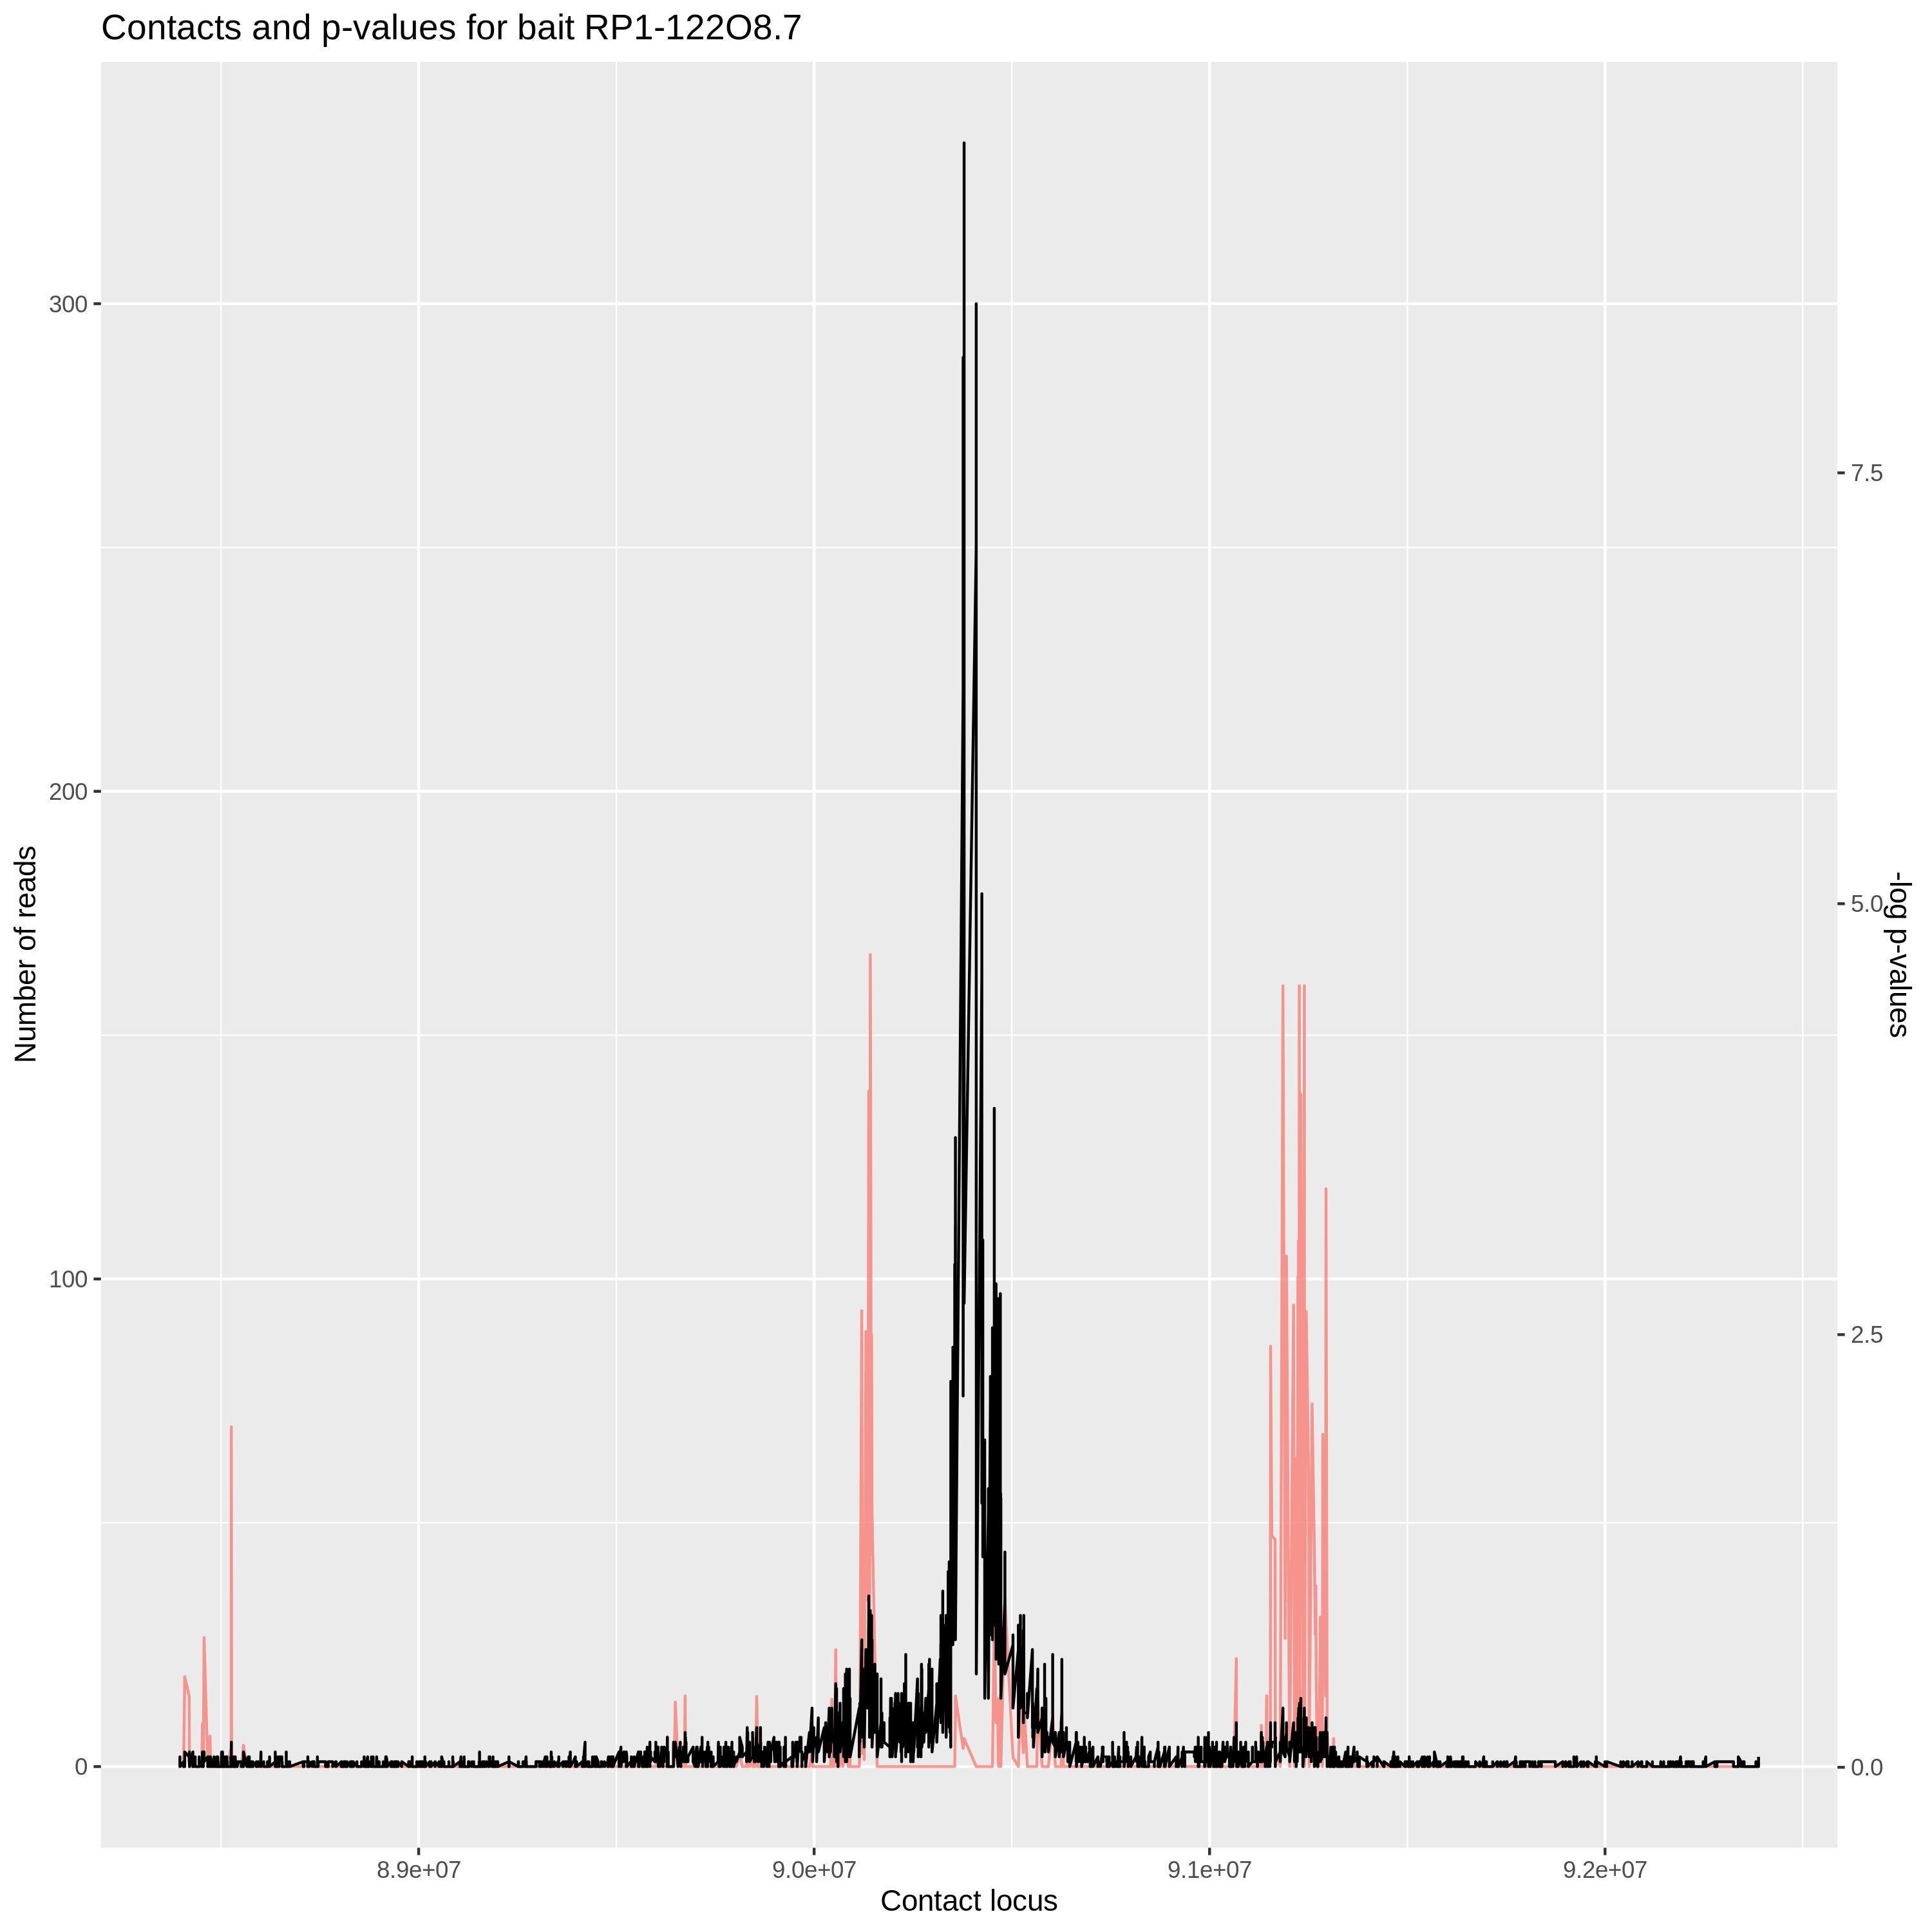 Contacts and p-values for bait RP1-122O8.7
300
200
100
0
Number of reads
7.5
5.0
2.5
0.0
-log p-values
8.9e+07 9.0e+07 9.1e+07 9.2e+07
Contact locus